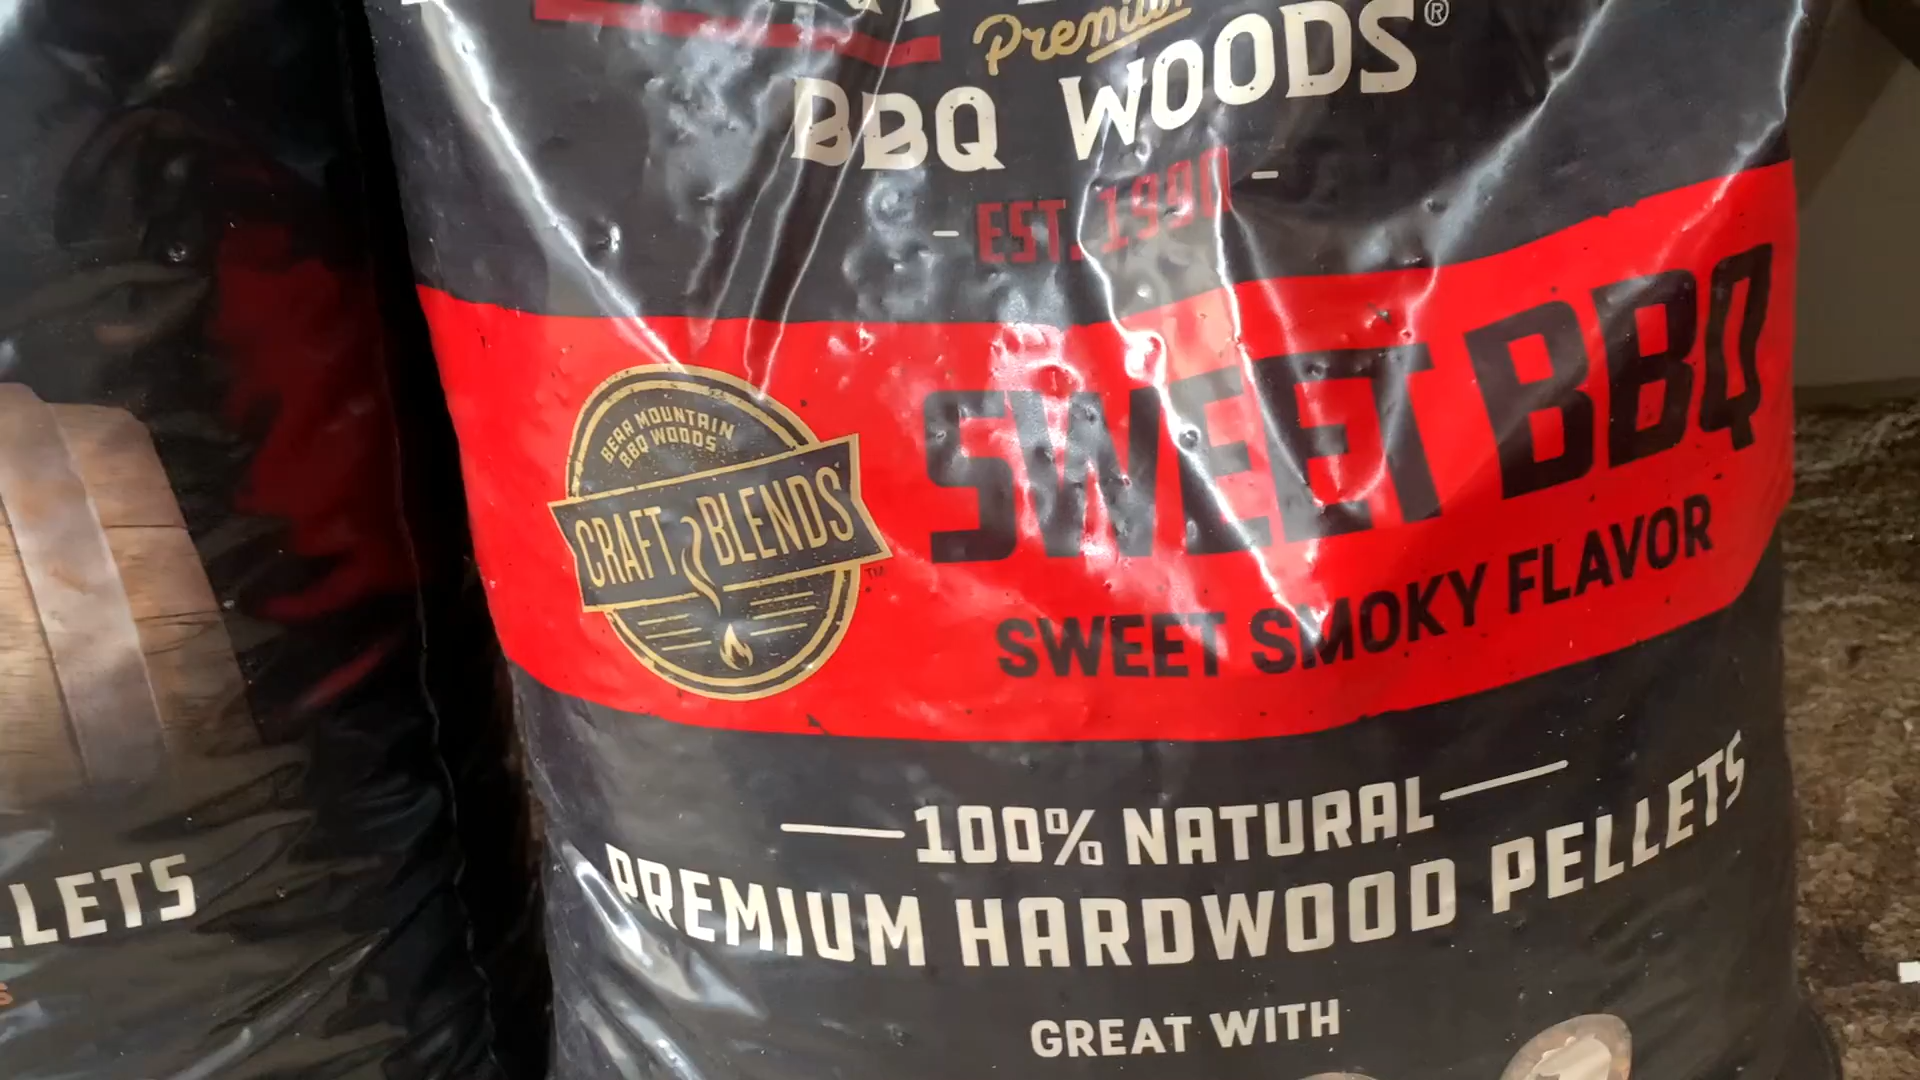 Premium
BBQ WOODS®
- EST. 1990 -
BEAR MOUNTAIN
BBQ WOODS
CRAFT BLENDS
TM
SWEET BBQ
SWEET SMOKY FLAVOR
100% NATURAL
PREMIUM HARDWOOD PELLETS
GREAT WITH
LLETS